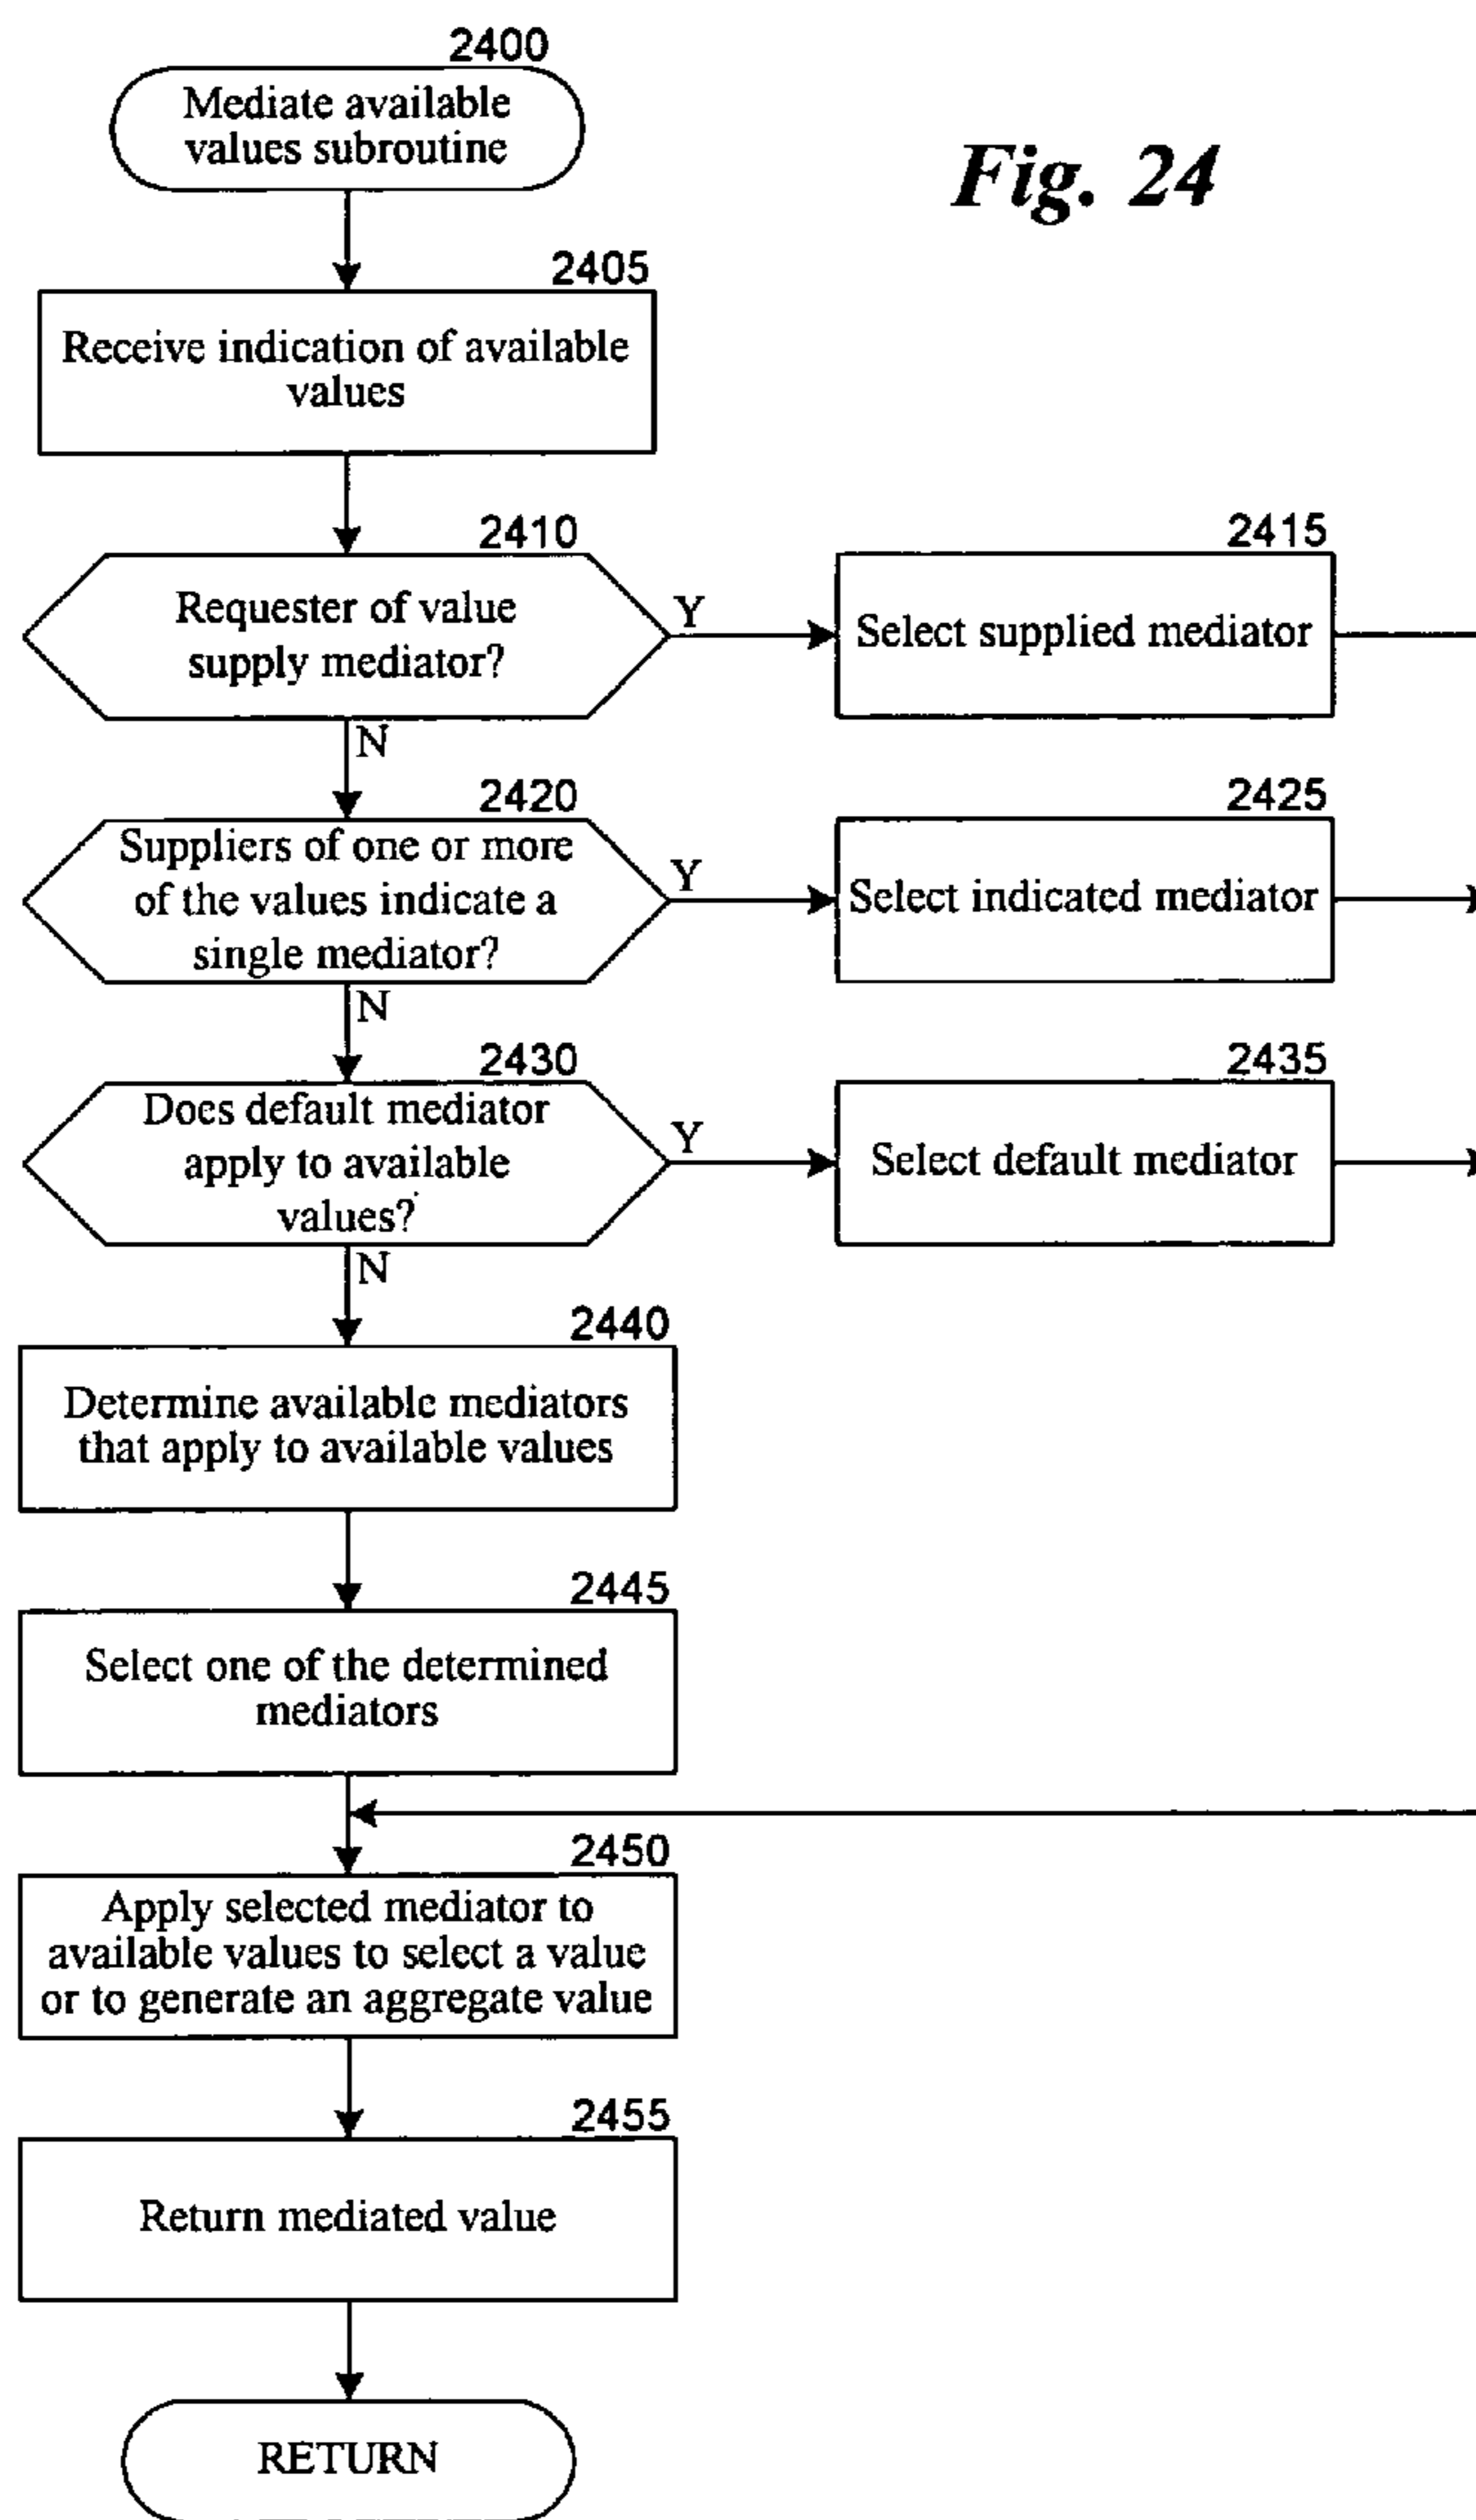 2400
Mediate available
values subroutine
Fig. 24
2405
Receive indication of available
values
2410
Requester of value
supply mediator?
Y
2415
Select supplied mediator
N
2420
Suppliers of one or more
of the values indicate a
single mediator?
Y
2425
Select indicated mediator
N
2430
Does default mediator
apply to available
values?
Y
2435
Select default mediator
N
2440
Determine available mediators
that apply to available values
2445
Select one of the determined
mediators
2450
Apply selected mediator to
available values to select a value
or to generate an aggregate value
2455
Return mediated value
RETURN